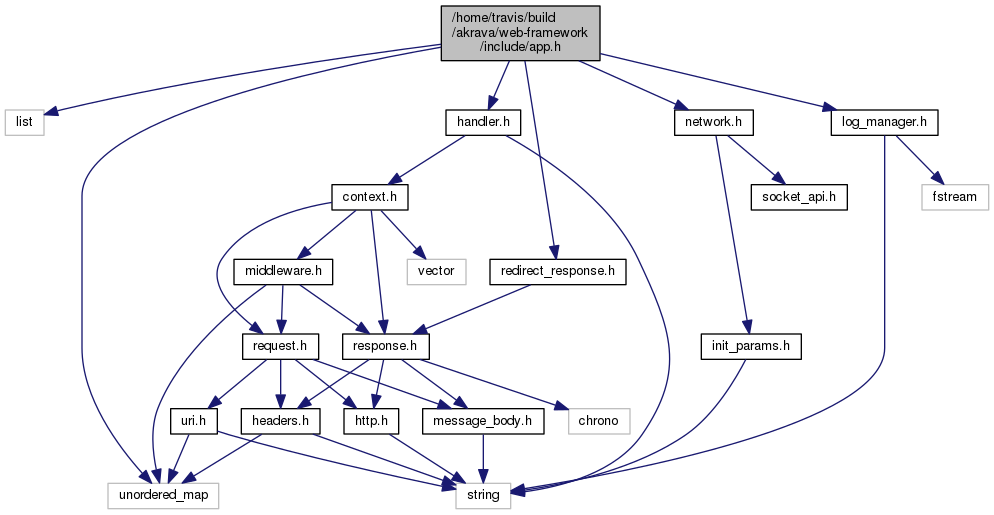 /home/travis/build
/akrava/web-framework
/include/app.h
list
handler.h
network.h
log_manager.h
context.h
socket_api.h
fstream
middleware.h
vector
redirect_response.h
request.h
response.h
init_params.h
uri.h
headers.h
http.h
message_body.h
chrono
unordered_map
string